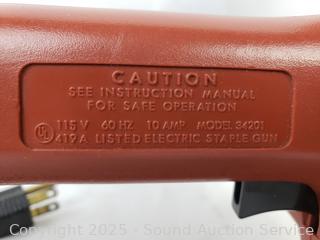 CAUTION
SEE INSTRUCTION MANUAL
FOR SAFE OPERATION
UL 115 V 60 HZ 10 AMP MODEL 34201
419A LISTED ELECTRIC STAPLE GUN
Copyright 2025 - Sound Auction Service